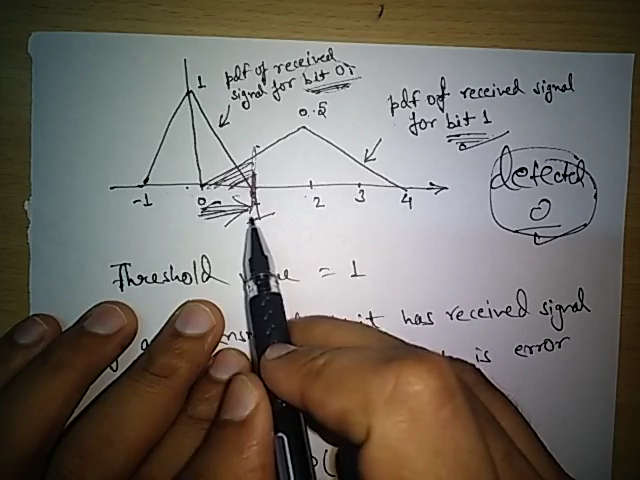 1
pdf of received
signal for bit 0
0.5
pdf of received signal
for bit 1
detected
0
-1 0 2 3 4
Threshold = 1
it has received signal
is error